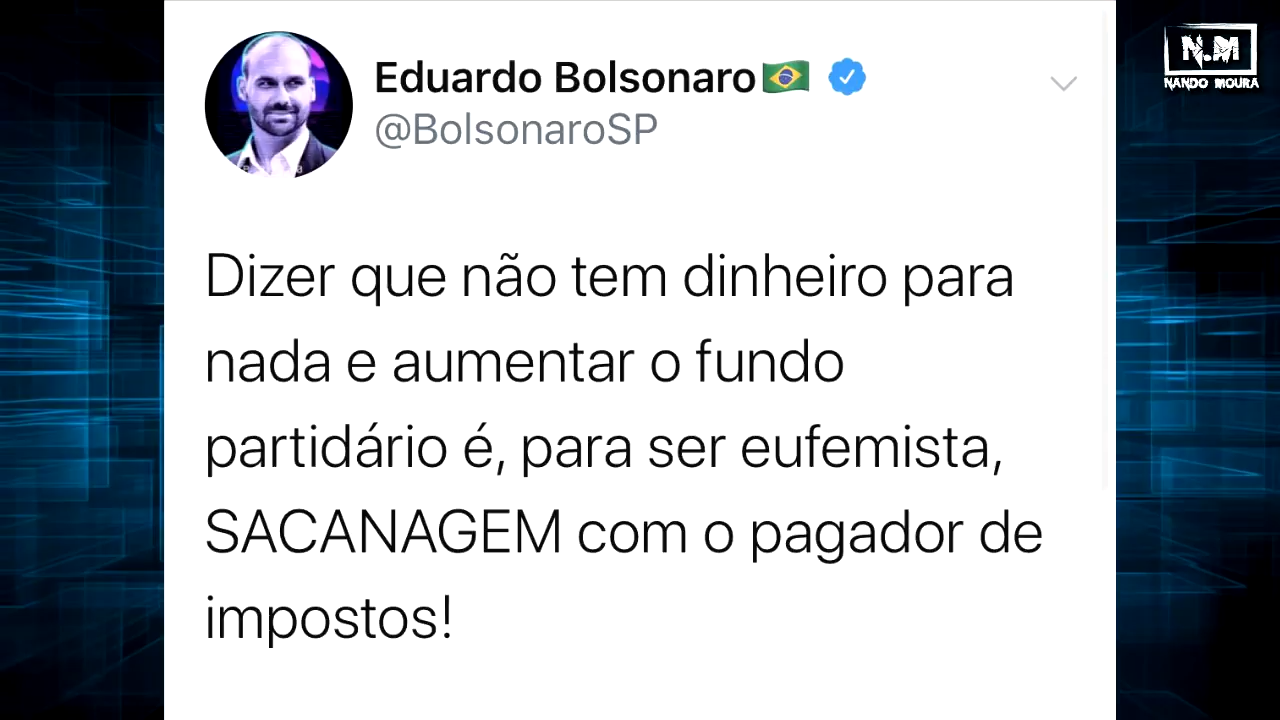 Eduardo Bolsonaro🇧🇷
@BolsonaroSP
N.M
NANDO MOURA
Dizer que não tem dinheiro para
nada e aumentar o fundo
partidário é, para ser eufemista,
SACANAGEM com o pagador de
impostos!